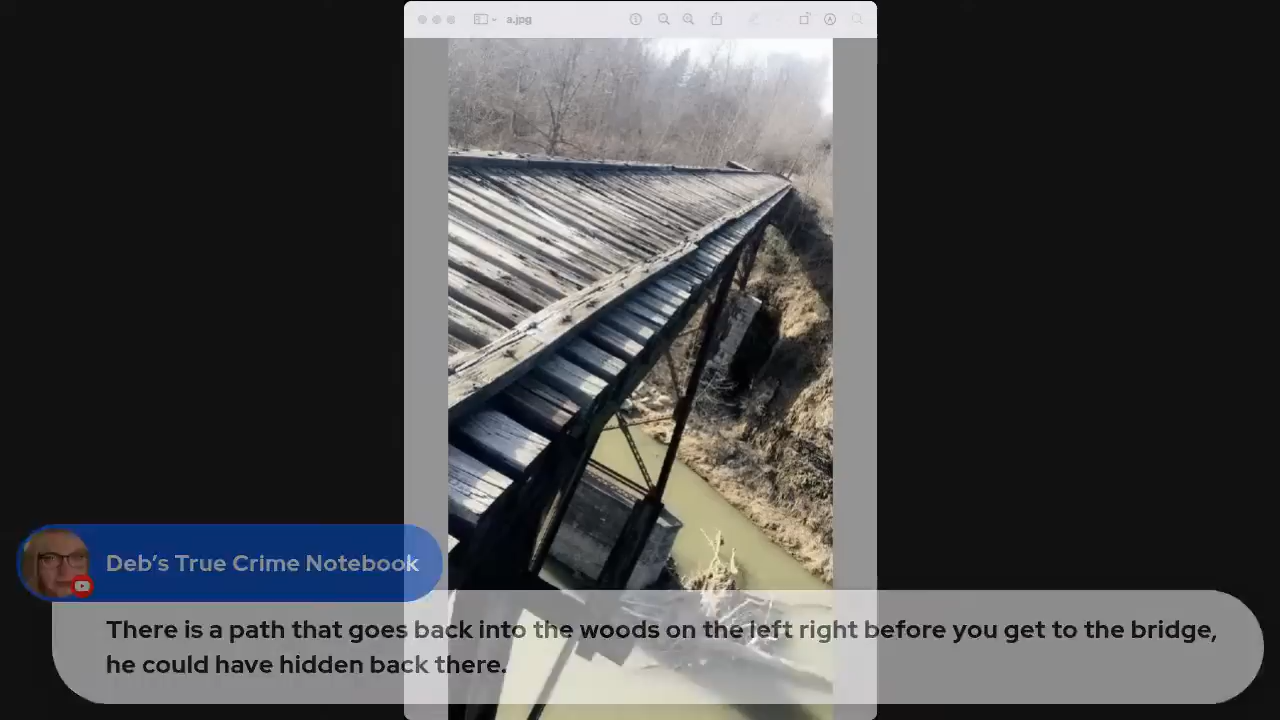 a.jpg
Deb's True Crime Notebook
There is a path that goes back into the woods on the left right before you get to the bridge,
he could have hidden back there.